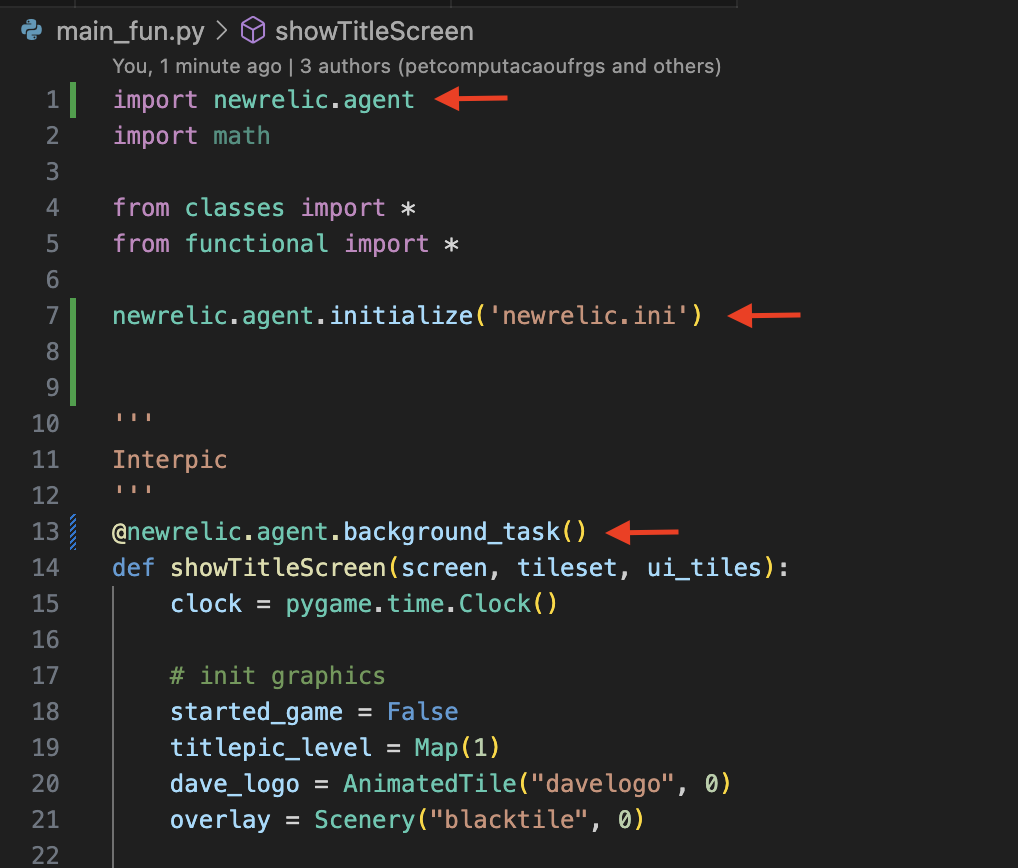 main_fun.py > showTitleScreen
You, 1 minute ago | 3 authors (petcomputacaoufrgs and others)
1 import newrelic.agent
2 import math
3
4 from classes import *
5 from functional import *
6
7 newrelic.agent.initialize('newrelic.ini')
8
9
10 '''
11 Interpic
12 '''
13 @newrelic.agent.background_task()
14 def showTitleScreen(screen, tileset, ui_tiles):
15     clock = pygame.time.Clock()
16
17     # init graphics
18     started_game = False
19     titlepic_level = Map(1)
20     dave_logo = AnimatedTile("davelogo", 0)
21     overlay = Scenery("blacktile", 0)
22